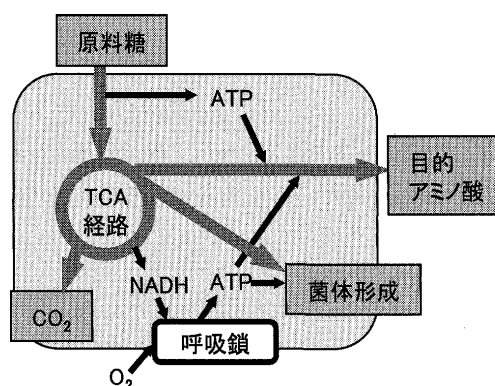 原料糖
ATP
目的
アミノ酸
TCA
経路
NADH
ATP
菌体形成
CO₂
呼吸鎖
O₂